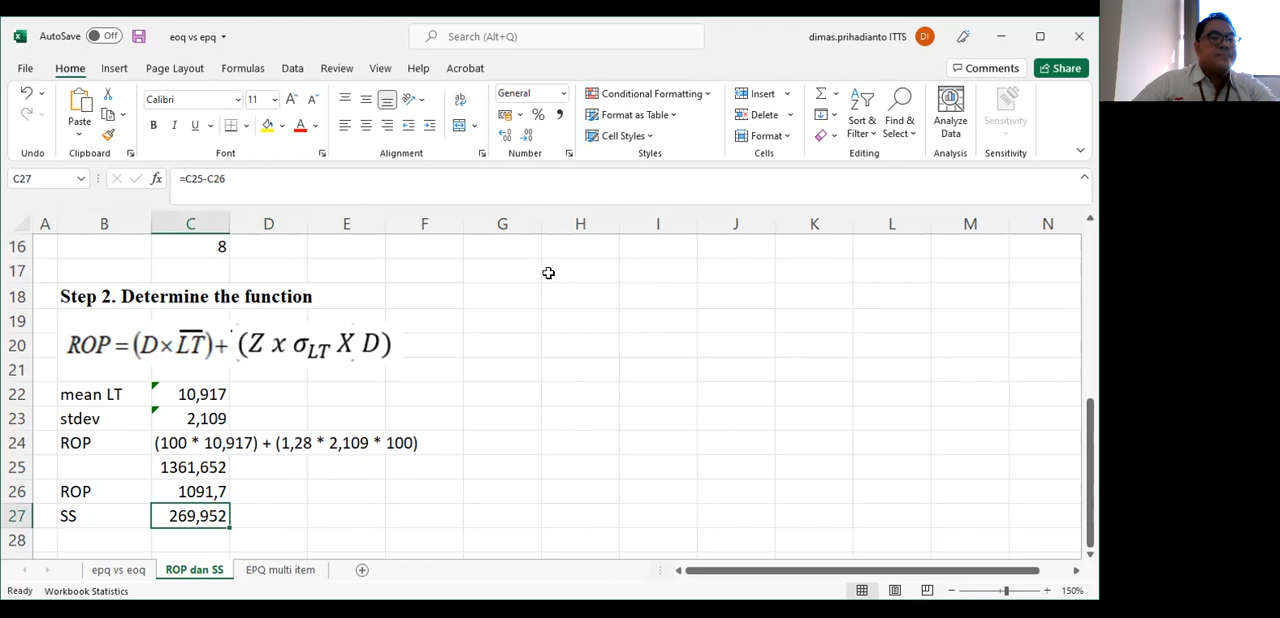 AutoSave Off eoq vs epq Search (Alt+Q) dimas.prihadianto ITTS DI
File Home Insert Page Layout Formulas Data Review View Help Acrobat Comments Share
Calibri 11 General Conditional Formatting Insert
Paste B I U % Format as Table Delete Sort & Filter Find & Select Analyze Data Sensitivity
Cell Styles Format
Undo Clipboard Font Alignment Number Styles Cells Editing Analysis Sensitivity
C27 fx =C25-C26
A B C D E F G H I J K L M N
16 8
17
18 Step 2. Determine the function
19
20 ROP = (D × LT) + (Z x σLT X D)
21
22 mean LT 10,917
23 stdev 2,109
24 ROP (100 * 10,917) + (1,28 * 2,109 * 100)
25 1361,652
26 ROP 1091,7
27 SS 269,952
28
epq vs eoq ROP dan SS EPQ multi item
Ready Workbook Statistics 150%